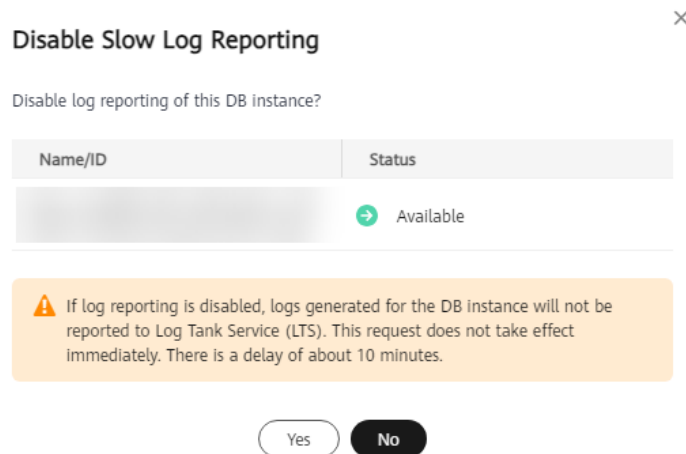 Disable Slow Log Reporting
Disable log reporting of this DB instance?
Name/ID Status
Available
If log reporting is disabled, logs generated for the DB instance will not be
reported to Log Tank Service (LTS). This request does not take effect
immediately. There is a delay of about 10 minutes.
Yes No